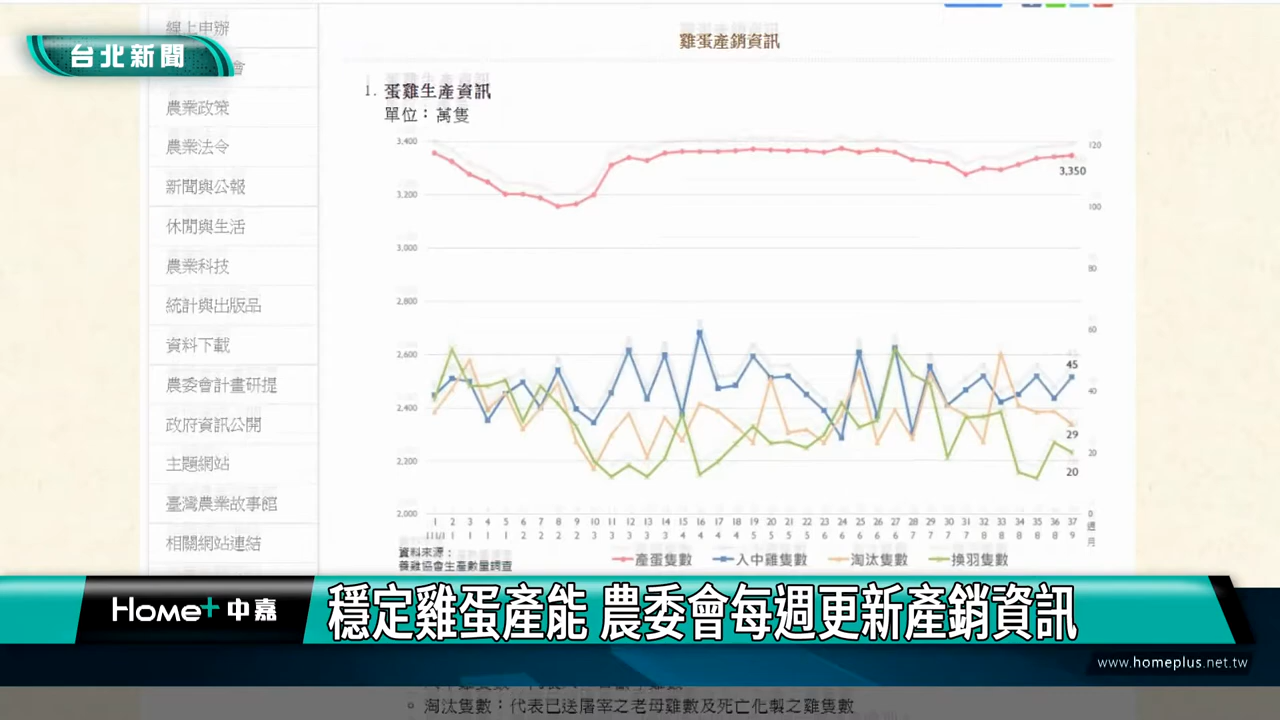 台北新聞
線上申辦
會
農業政策
農業法令
新聞與公報
休閒與生活
農業科技
統計與出版品
資料下載
農委會計畫研提
政府資訊公開
主題網站
臺灣農業故事館
相關網站連結
雞蛋產銷資訊
1. 蛋雞生產資訊
單位：萬隻
3,400
3,200
3,000
2,800
2,600
2,400
2,200
2,000
120
100
80
60
40
20
0
3,350
45
29
20
週
月
資料來源：
養雞協會生產數量調查
產蛋隻數 入中雞隻數 淘汰隻數 換羽隻數
Home+ 中嘉
穩定雞蛋產能 農委會每週更新產銷資訊
www.homeplus.net.tw
淘汰隻數：代表已送屠宰之老母雞數及死亡化製之雞隻數